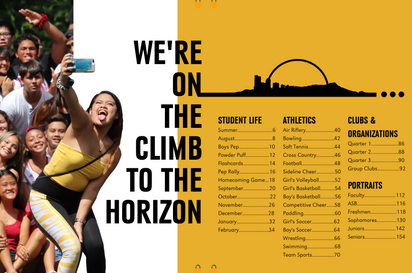 WE'RE
ON
THE
CLIMB
TO THE
HORIZON
STUDENT LIFE
Summer 6
August 8
Boys Pep 10
Powder Puff 12
Flashcards 14
Pep Rally 16
Homecoming Game 18
September 20
October 22
November 26
December 28
January 32
February 34
ATHLETICS
Air Riflery 40
Bowling 42
Soft Tennis 44
Cross Country 46
Football 48
Sideline Cheer 50
Girl's Volleyball 52
Girl's Basketball 54
Boy's Basketball 56
Competitive Cheer 58
Paddling 60
Girl's Soccer 62
Boy's Soccer 64
Wrestling 66
Swimming 68
Team Sports 70
CLUBS &
ORGANIZATIONS
Quarter 1 86
Quarter 2 88
Quarter 3 90
Group Clubs 92
PORTRAITS
Faculty 112
ASB 116
Freshmen 118
Sophomores 130
Juniors 142
Seniors 154